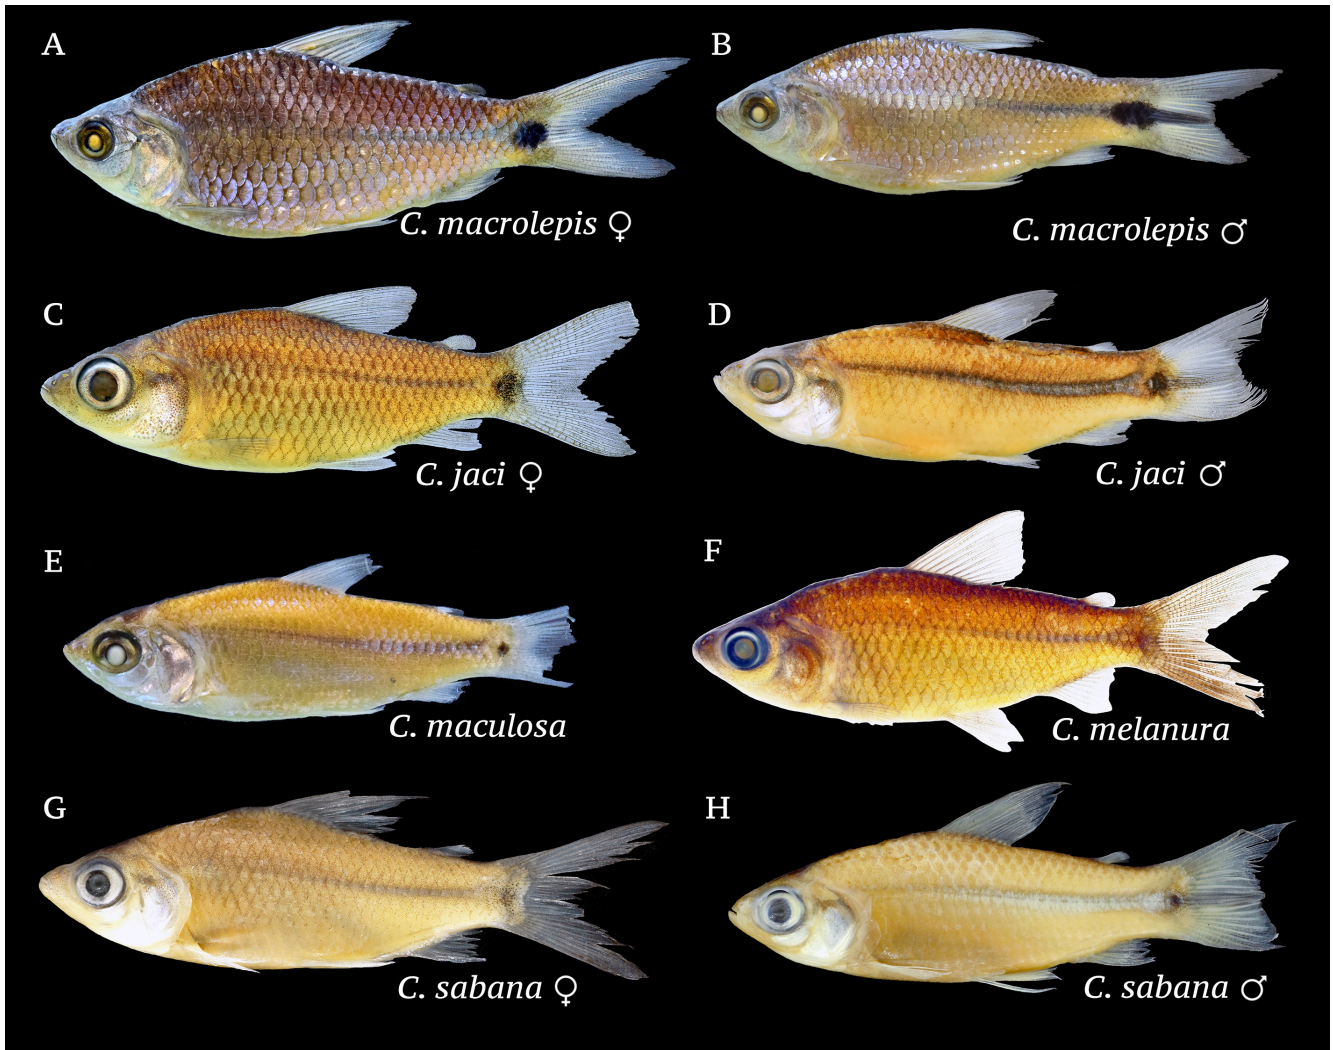 A
B
C. macrolepis ♀
C. macrolepis ♂
C
D
C. jaci ♀
C. jaci ♂
E
F
C. maculosa
C. melanura
G
H
C. sabana ♀
C. sabana ♂